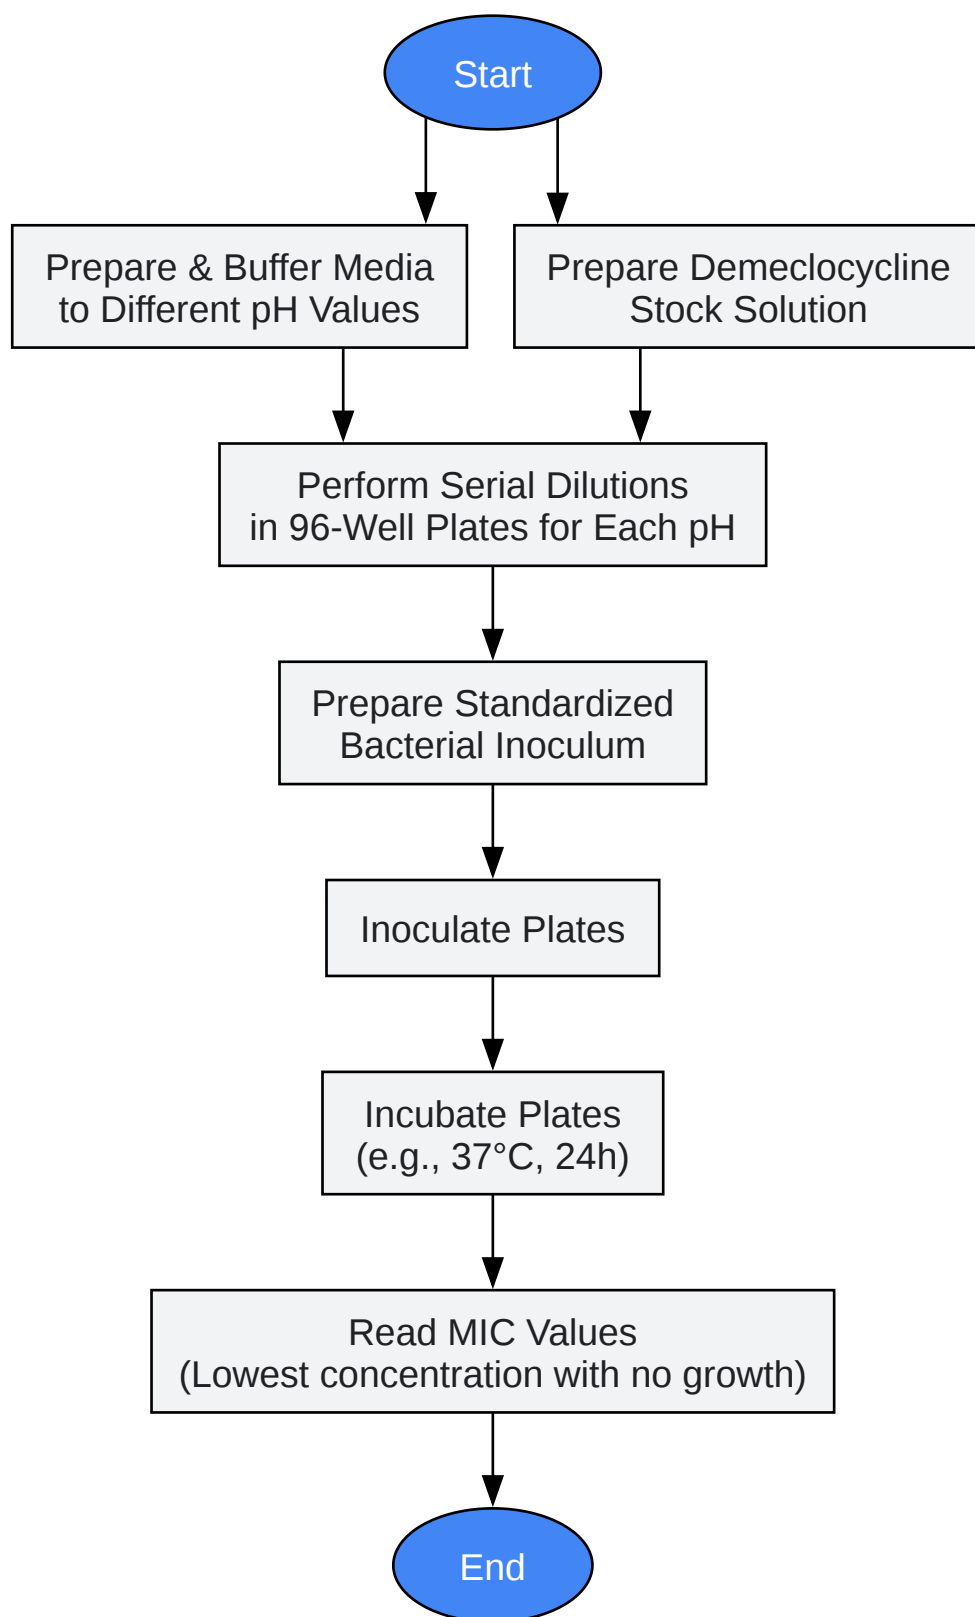 Start
Prepare & Buffer Media
to Different pH Values
Prepare Demeclocycline
Stock Solution
Perform Serial Dilutions
in 96-Well Plates for Each pH
Prepare Standardized
Bacterial Inoculum
Inoculate Plates
Incubate Plates
(e.g., 37°C, 24h)
Read MIC Values
(Lowest concentration with no growth)
End